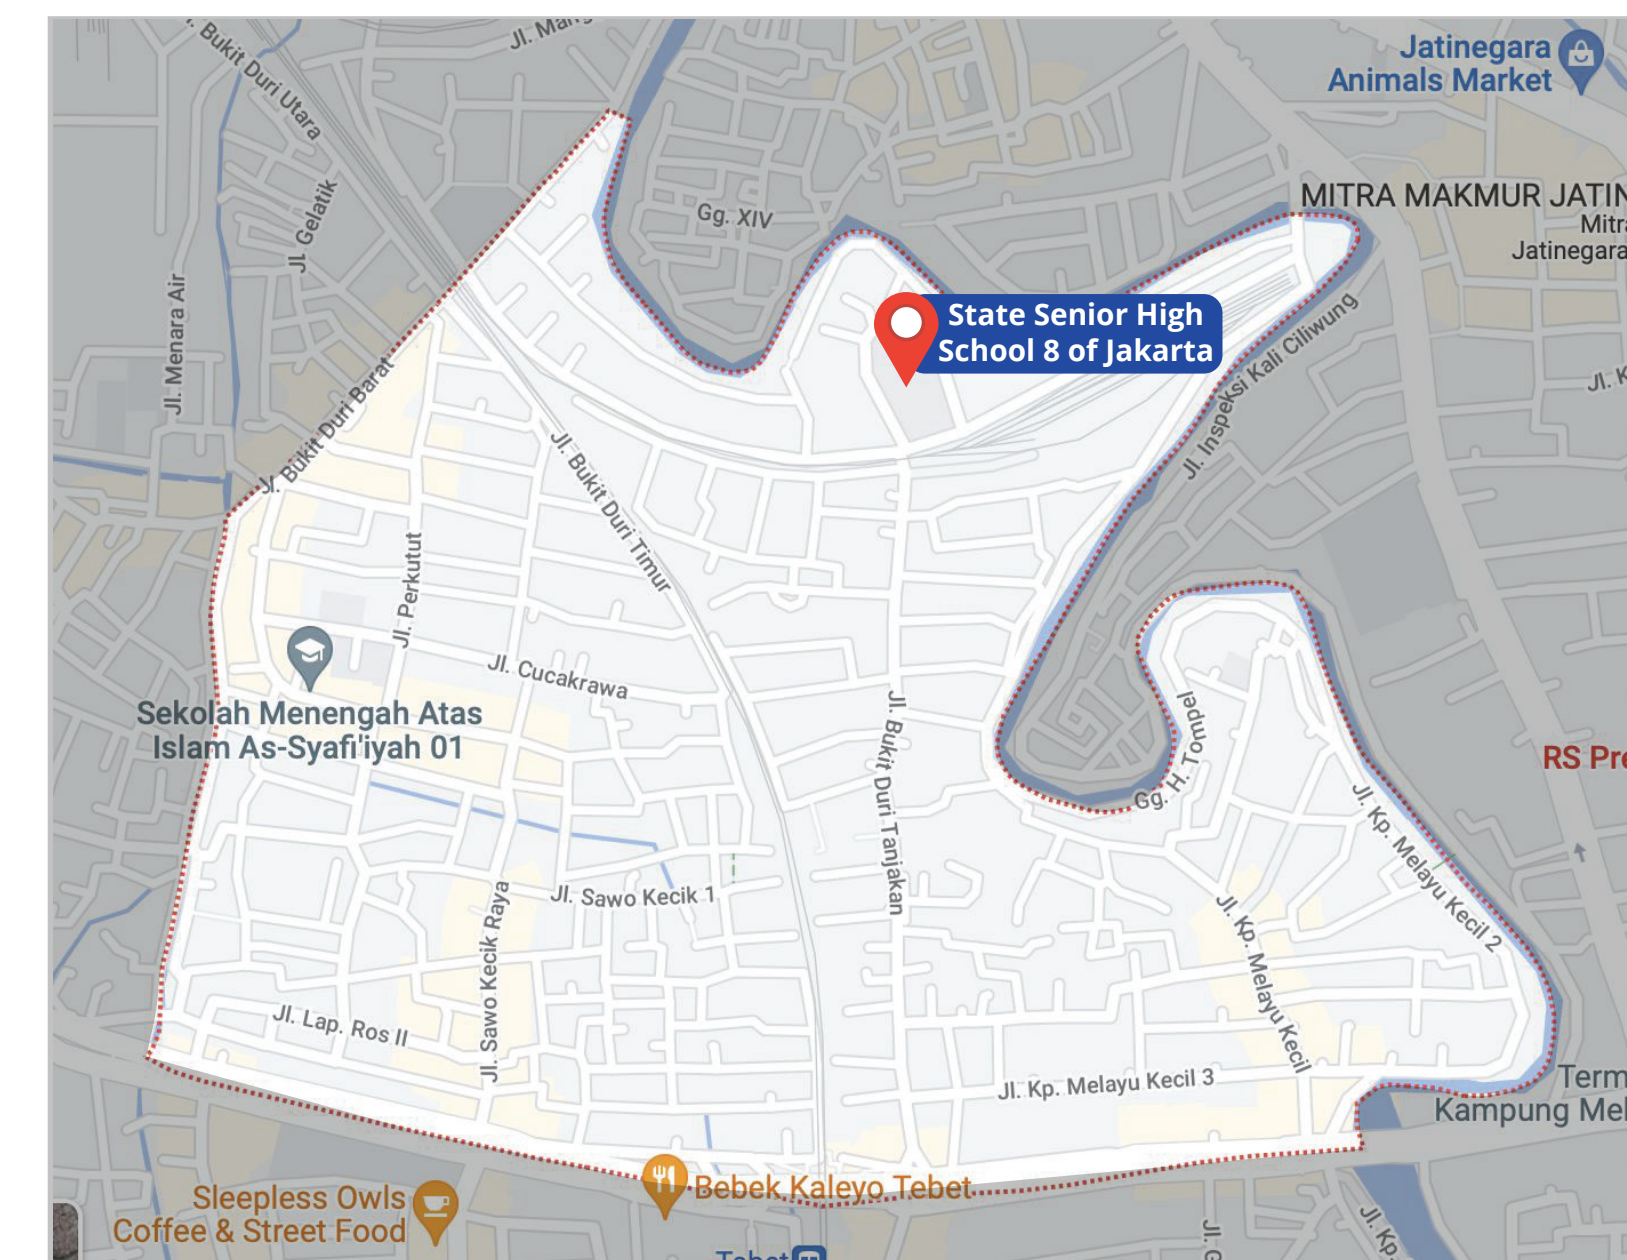 Jl. Bukit Duri Utara
Jl. Mang
Jatinegara
Animals Market
Jl. Gelatik
Gg. XIV
MITRA MAKMUR JATIN
Mitra
Jatinegara
Jl. Menara Air
State Senior High
School 8 of Jakarta
Jl. Inspeksi Kali Ciliwung
Jl. K
Jl. Bukit Duri Barat
Jl. Bukit Duri Timur
Jl. Perkutut
Jl. Cucakrawa
Sekolah Menengah Atas
Islam As-Syafi'iyah 01
Jl. Bukit Duri Tanjakan
Gg. H. Tompel
RS Pre
Jl. Kp. Melayu Kecil 2
Jl. Sawo Kecik 1
Jl. Sawo Kecik Raya
Jl. Kp. Melayu Kecil
Jl. Lap. Ros II
Jl. Kp. Melayu Kecil 3
Term
Kampung Mel
Bebek Kaleyo Tebet
Sleepless Owls
Coffee & Street Food
Jl. G
Jl. Kp.
Tebet